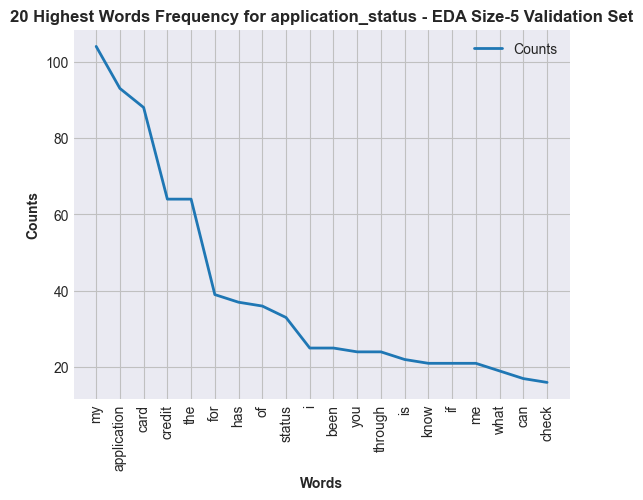 20 Highest Words Frequency for application_status - EDA Size-5 Validation Set
Counts
100
80
60
40
20
Counts
my
application
card
credit
the
for
has
of
status
i
been
you
through
is
know
if
me
what
can
check
Words